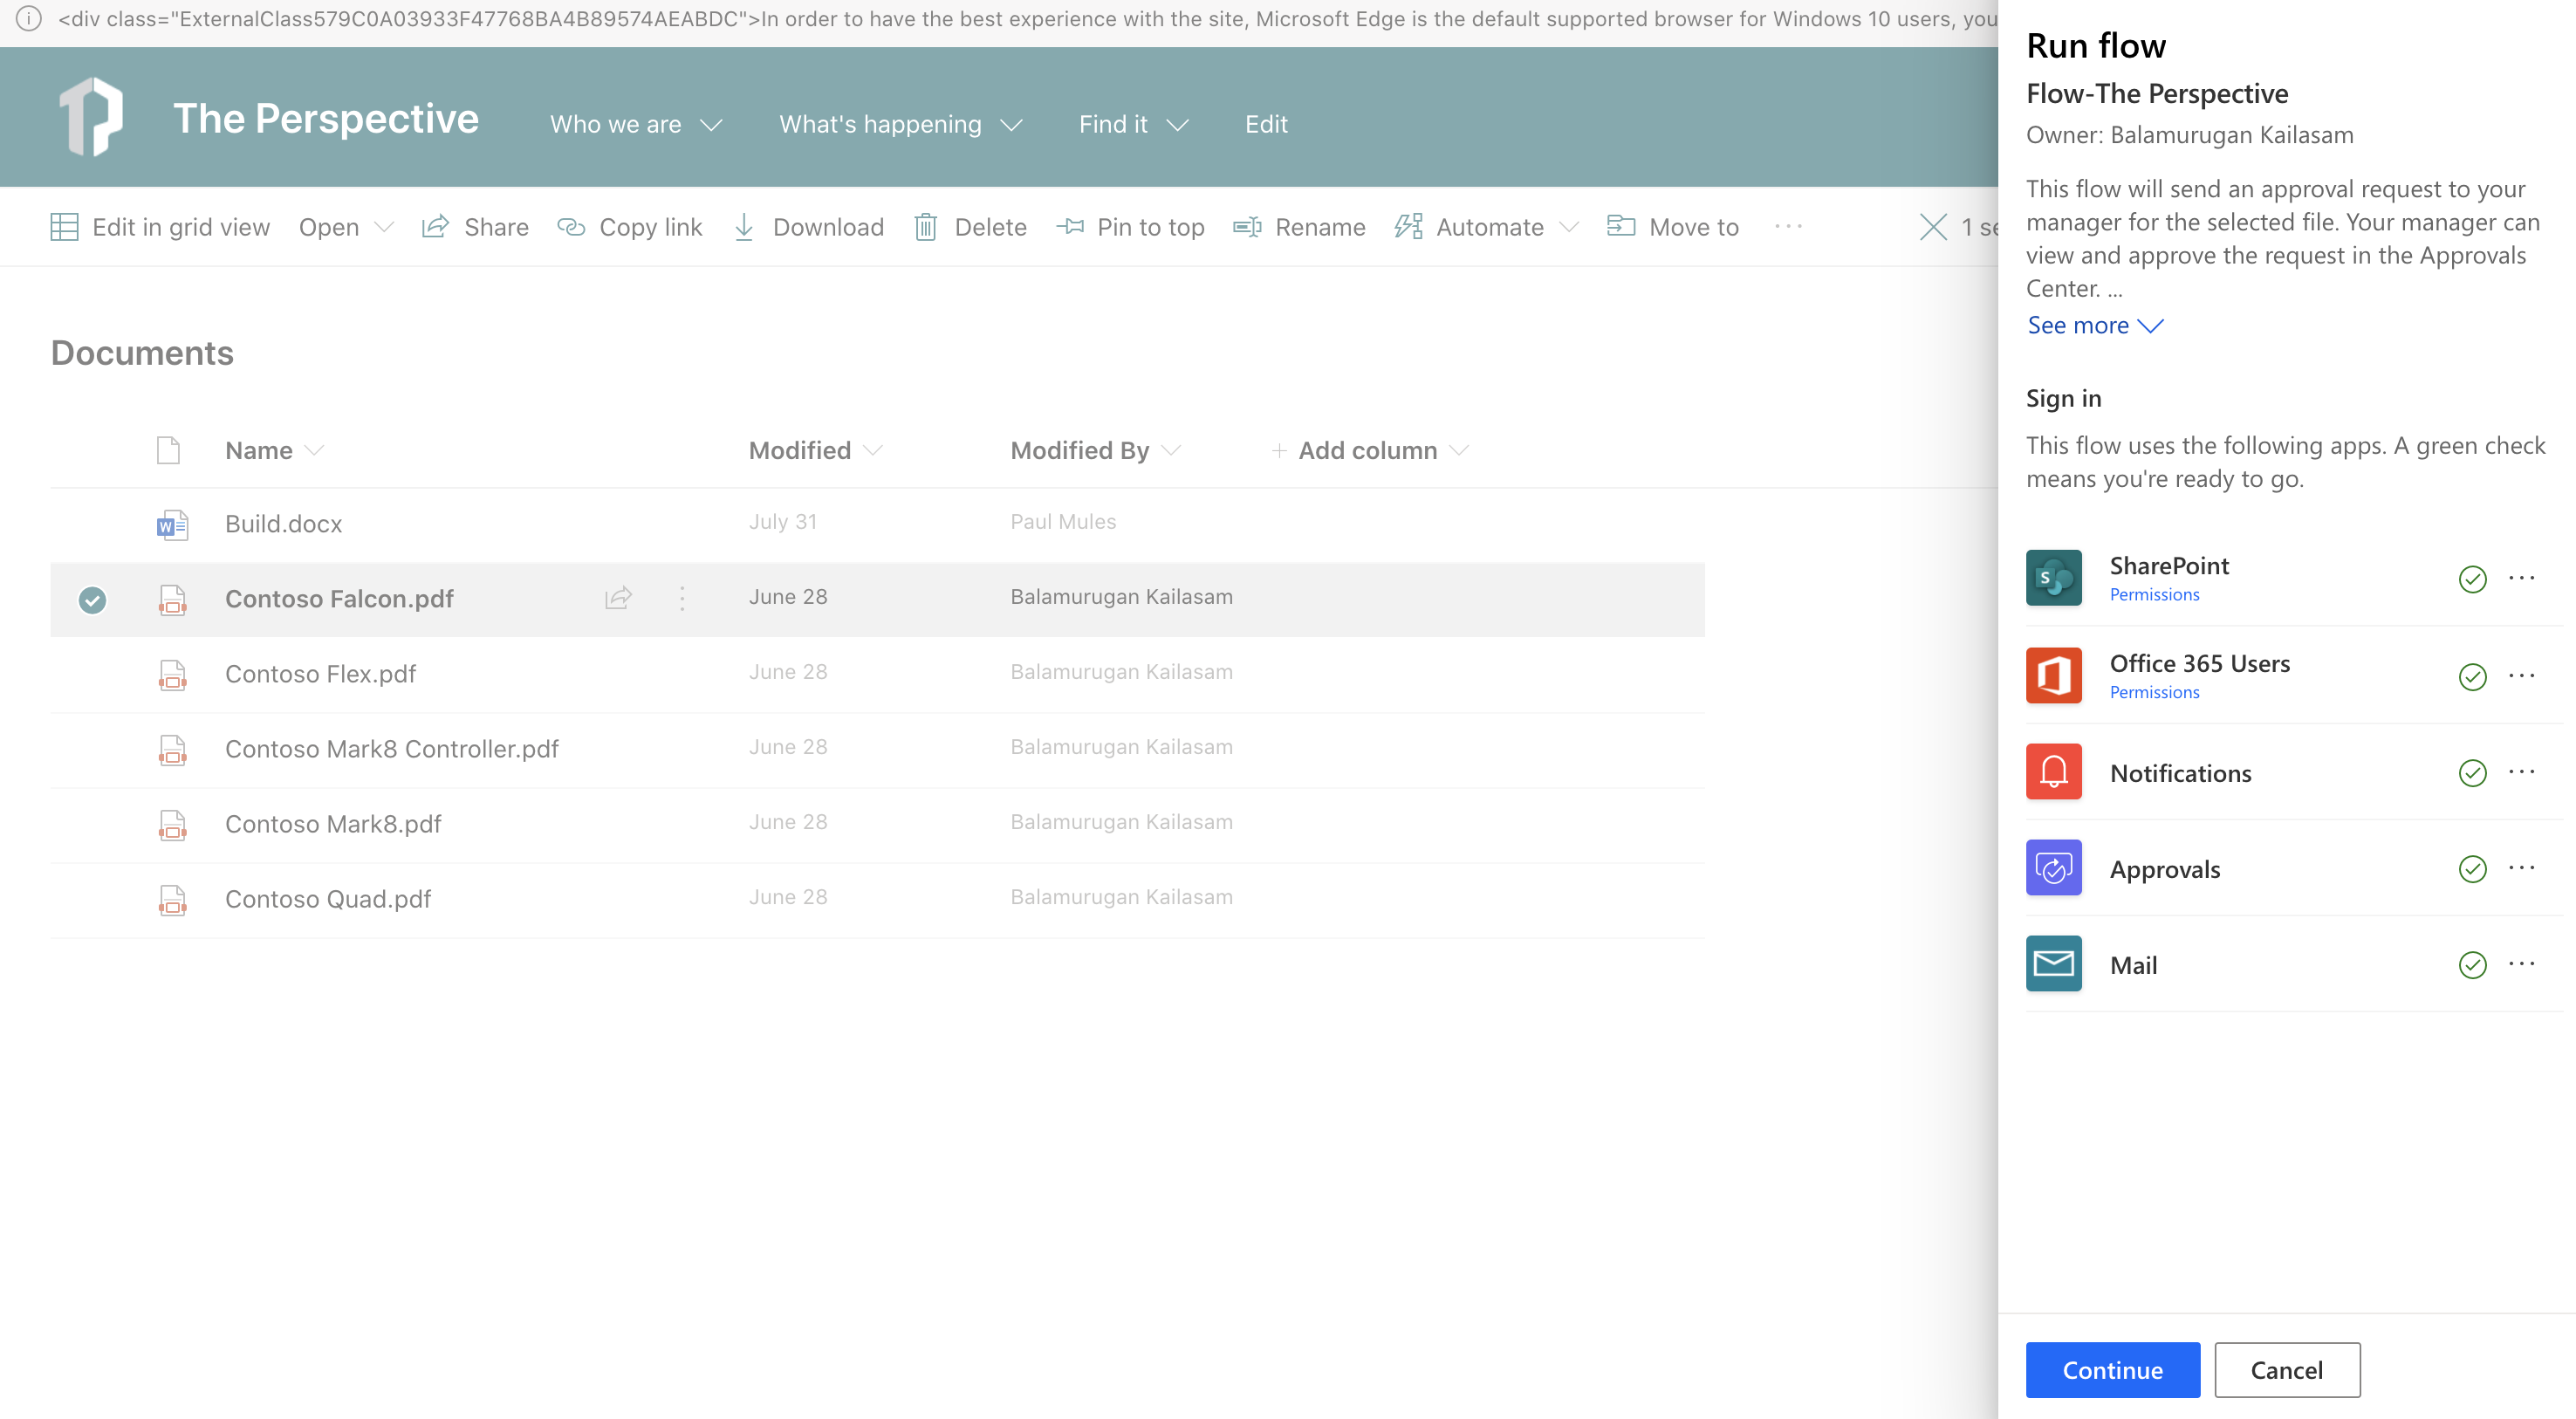 <div class="ExternalClass579C0A03933F47768BA4B89574AEABDC">In order to have the best experience with the site, Microsoft Edge is the default supported browser for Windows 10 users, you
The Perspective
Who we are
What's happening
Find it
Edit
Edit in grid view
Open
Share
Copy link
Download
Delete
Pin to top
Rename
Automate
Move to
1 se
Documents
Name
Modified
Modified By
Add column
Build.docx July 31 Paul Mules
Contoso Falcon.pdf June 28 Balamurugan Kailasam
Contoso Flex.pdf June 28 Balamurugan Kailasam
Contoso Mark8 Controller.pdf June 28 Balamurugan Kailasam
Contoso Mark8.pdf June 28 Balamurugan Kailasam
Contoso Quad.pdf June 28 Balamurugan Kailasam
Run flow
Flow-The Perspective
Owner: Balamurugan Kailasam
This flow will send an approval request to your
manager for the selected file. Your manager can
view and approve the request in the Approvals
Center. ...
See more
Sign in
This flow uses the following apps. A green check
means you're ready to go.
SharePoint
Permissions
Office 365 Users
Permissions
Notifications
Approvals
Mail
Continue
Cancel